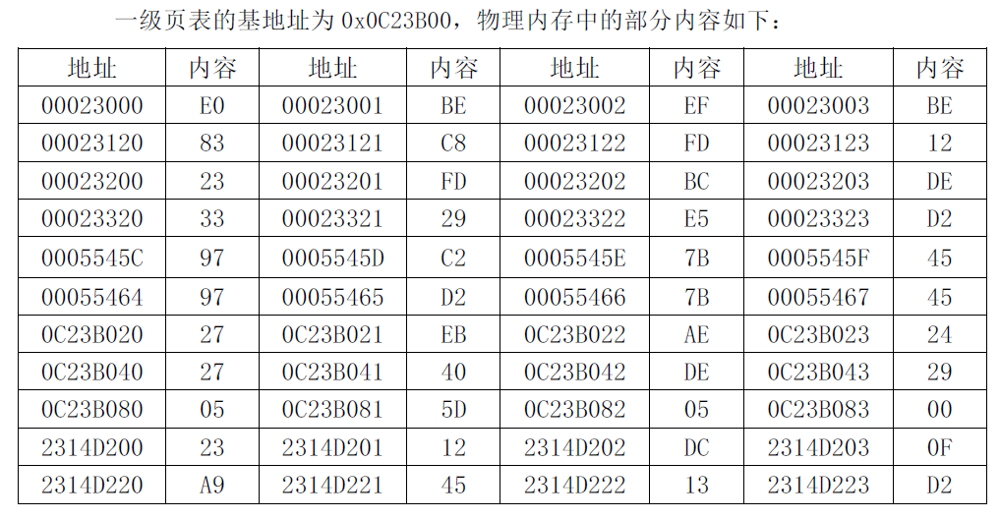 一级页表的基地址为 0x0C23B00，物理内存中的部分内容如下：
地址 内容 地址 内容 地址 内容 地址 内容
00023000 E0 00023001 BE 00023002 EF 00023003 BE
00023120 83 00023121 C8 00023122 FD 00023123 12
00023200 23 00023201 FD 00023202 BC 00023203 DE
00023320 33 00023321 29 00023322 E5 00023323 D2
0005545C 97 0005545D C2 0005545E 7B 0005545F 45
00055464 97 00055465 D2 00055466 7B 00055467 45
0C23B020 27 0C23B021 EB 0C23B022 AE 0C23B023 24
0C23B040 27 0C23B041 40 0C23B042 DE 0C23B043 29
0C23B080 05 0C23B081 5D 0C23B082 05 0C23B083 00
2314D200 23 2314D201 12 2314D202 DC 2314D203 0F
2314D220 A9 2314D221 45 2314D222 13 2314D223 D2